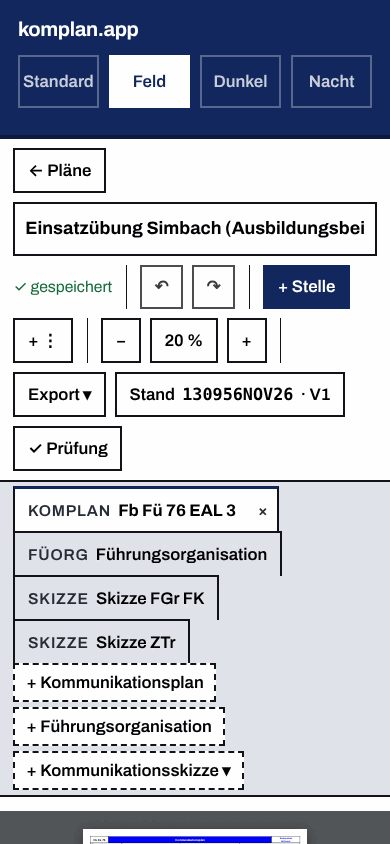 komplan.app
Standard Feld Dunkel Nacht
← Pläne
Einsatzübung Simbach (Ausbildungsbei
✓ gespeichert ↶ ↷ + Stelle
+ ⋮ − 20 % +
Export ▾ Stand 130956NOV26 · V1
✓ Prüfung
KOMPLAN Fb Fü 76 EAL 3 ×
FÜORG Führungsorganisation
SKIZZE Skizze FGr FK
SKIZZE Skizze ZTr
+ Kommunikationsplan
+ Führungsorganisation
+ Kommunikationsskizze ▾